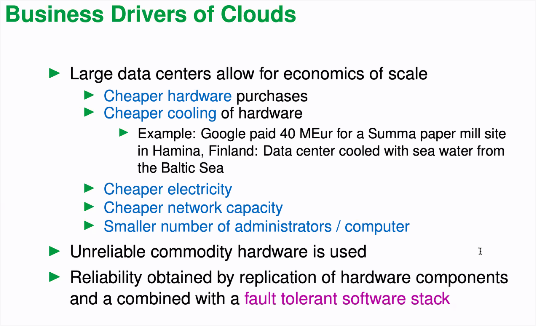 Business Drivers of Clouds
Large data centers allow for economics of scale
Cheaper hardware purchases
Cheaper cooling of hardware
Example: Google paid 40 MEur for a Summa paper mill site
in Hamina, Finland: Data center cooled with sea water from
the Baltic Sea
Cheaper electricity
Cheaper network capacity
Smaller number of administrators / computer
Unreliable commodity hardware is used
Reliability obtained by replication of hardware components
and a combined with a fault tolerant software stack